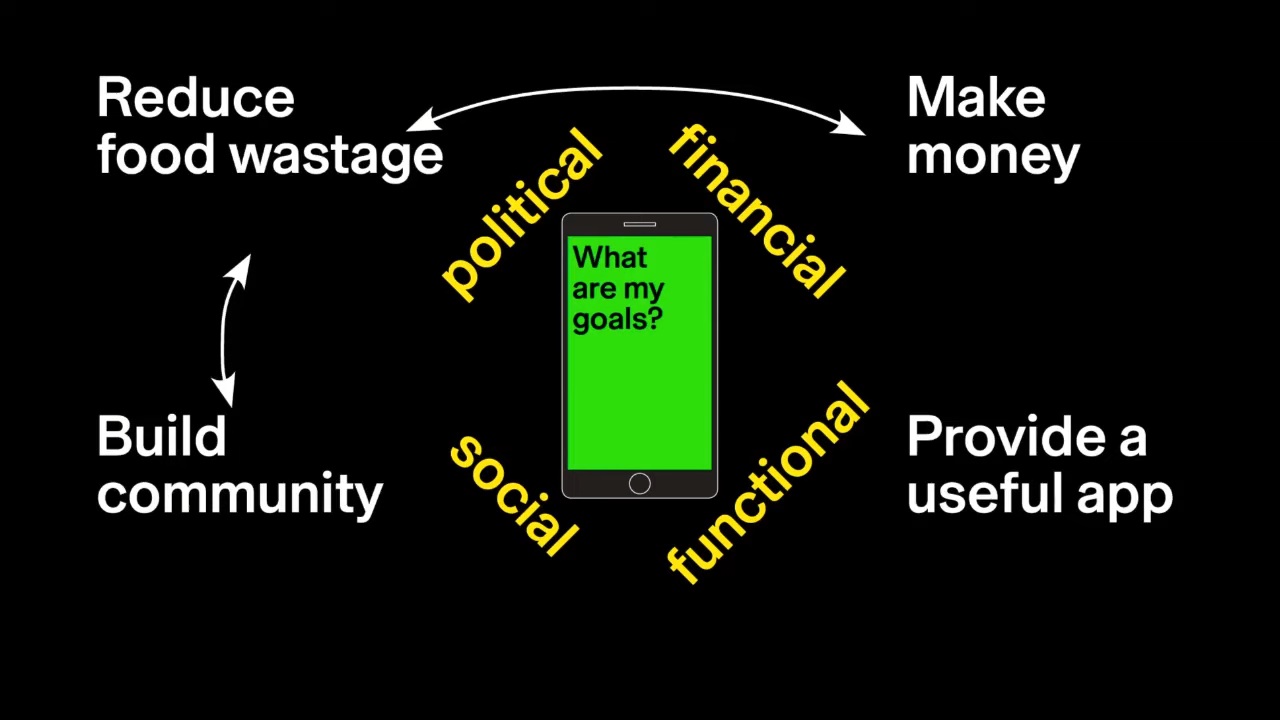 Reduce
food wastage
Make
money
political
financial
What
are my
goals?
Build
community
social
functional
Provide a
useful app